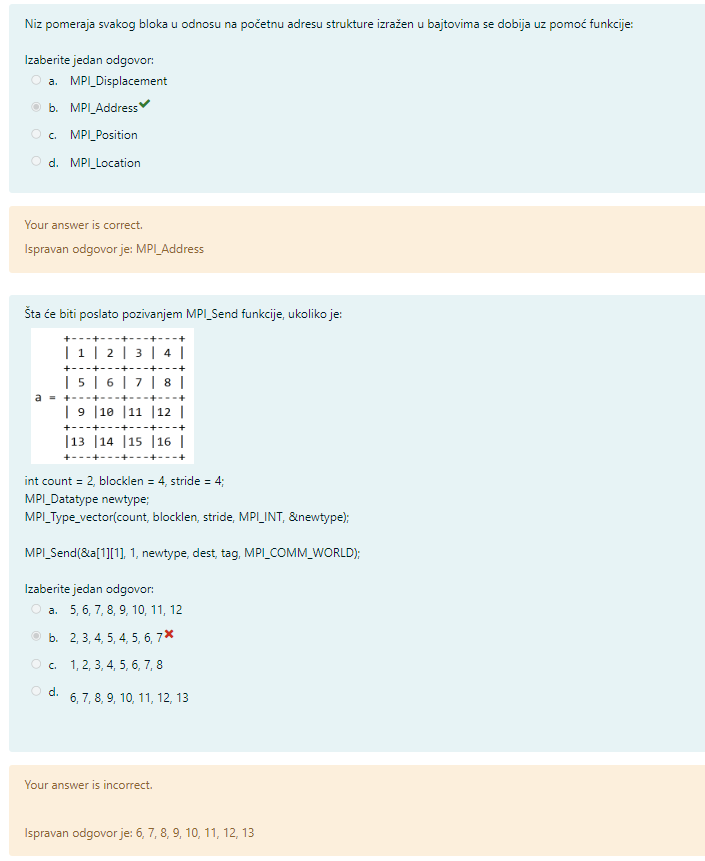 Niz pomeraja svakog bloka u odnosu na početnu adresu strukture izražen u bajtovima se dobija uz pomoć funkcije:
Izaberite jedan odgovor:
a. MPI_Displacement
b. MPI_Address
c. MPI_Position
d. MPI_Location
Your answer is correct.
Ispravan odgovor je: MPI_Address
Šta će biti poslato pozivanjem MPI_Send funkcije, ukoliko je:
+---+---+---+---+
| 1 | 2 | 3 | 4 |
+---+---+---+---+
| 5 | 6 | 7 | 8 |
a = +---+---+---+---+
| 9 |10 |11 |12 |
+---+---+---+---+
|13 |14 |15 |16 |
+---+---+---+---+
int count = 2, blocklen = 4, stride = 4;
MPI_Datatype newtype;
MPI_Type_vector(count, blocklen, stride, MPI_INT, &newtype);
MPI_Send(&a[1][1], 1, newtype, dest, tag, MPI_COMM_WORLD);
Izaberite jedan odgovor:
a. 5, 6, 7, 8, 9, 10, 11, 12
b. 2, 3, 4, 5, 4, 5, 6, 7
c. 1, 2, 3, 4, 5, 6, 7, 8
d. 6, 7, 8, 9, 10, 11, 12, 13
Your answer is incorrect.
Ispravan odgovor je: 6, 7, 8, 9, 10, 11, 12, 13